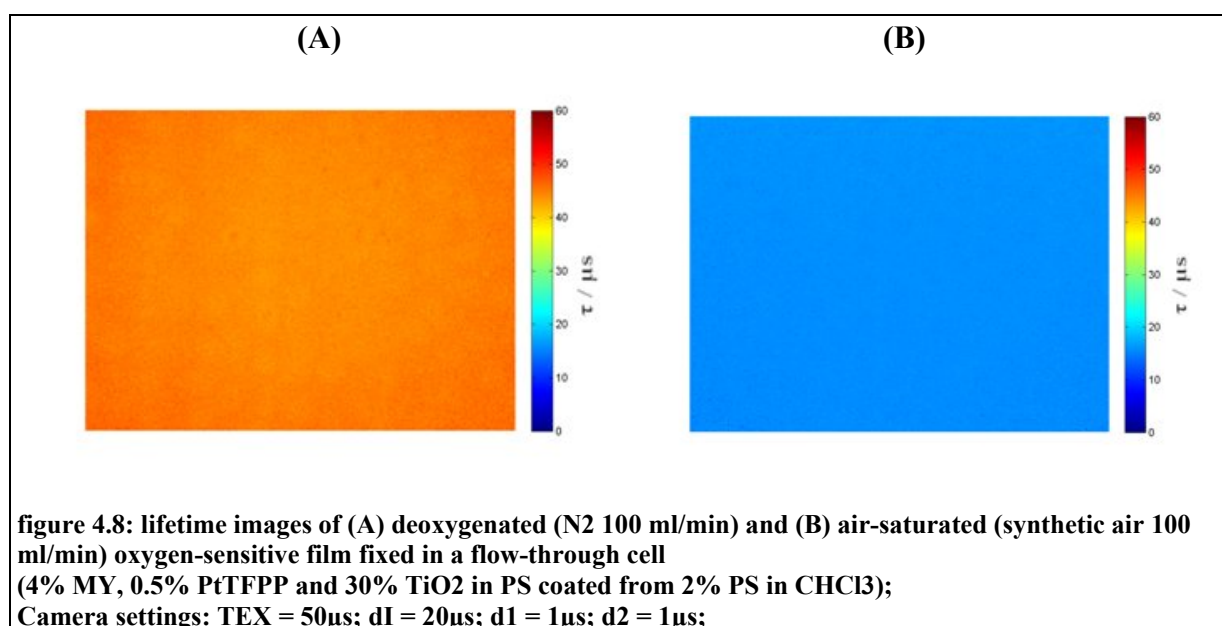 (A)
(B)
60
50
40
30
20
10
0
τ / µs
60
50
40
30
20
10
0
τ / µs
figure 4.8: lifetime images of (A) deoxygenated (N2 100 ml/min) and (B) air-saturated (synthetic air 100
ml/min) oxygen-sensitive film fixed in a flow-through cell
(4% MY, 0.5% PtTFPP and 30% TiO2 in PS coated from 2% PS in CHCl3);
Camera settings: TEX = 50µs; dI = 20µs; d1 = 1µs; d2 = 1µs;